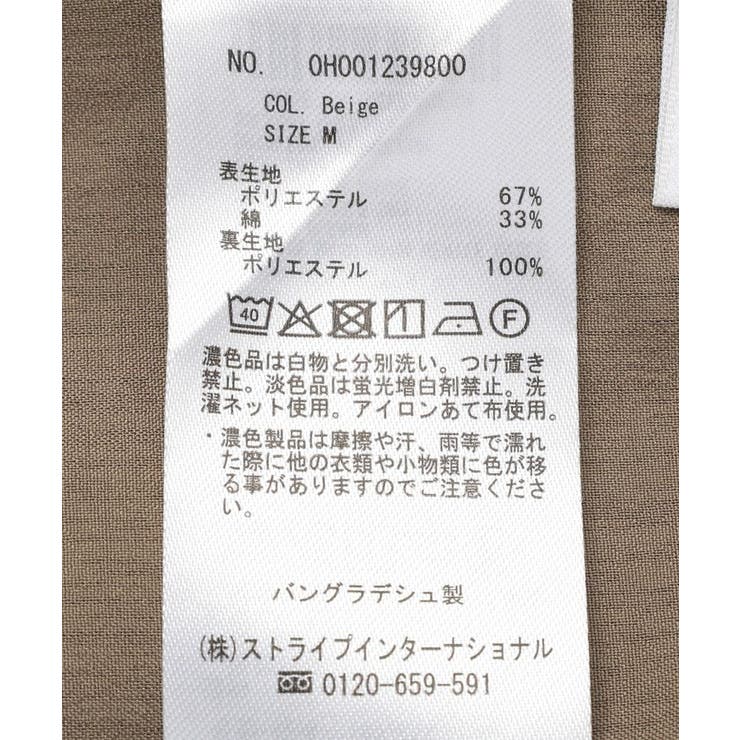 NO. 0H001239800
COL. Beige
SIZE M
表生地
ポリエステル 67%
綿 33%
裏生地
ポリエステル 100%
40 F
濃色品は白物と分別洗い。つけ置き
禁止。淡色品は蛍光増白剤禁止。洗
濯ネット使用。アイロンあて布使用。
・濃色製品は摩擦や汗、雨等で濡れ
た際に他の衣類や小物類に色が移
る事がありますのでご注意くださ
い。
バングラデシュ製
(株)ストライプインターナショナル
0120-659-591